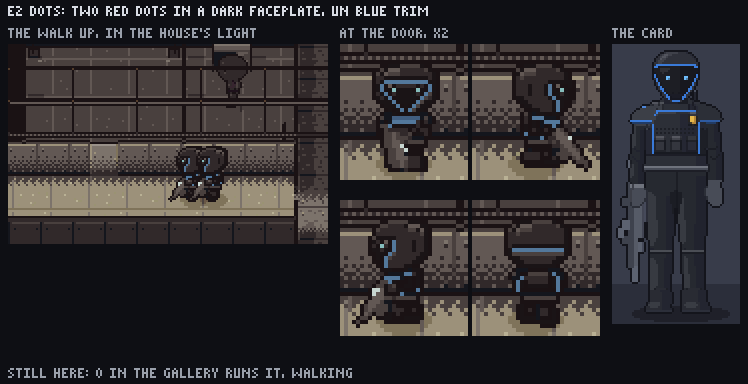 E2 DOTS: TWO RED DOTS IN A DARK FACEPLATE. UN BLUE TRIM
THE WALK UP. IN THE HOUSE'S LIGHT
AT THE DOOR. X2
THE CARD
STILL HERE: 0 IN THE GALLERY RUNS IT. WALKING